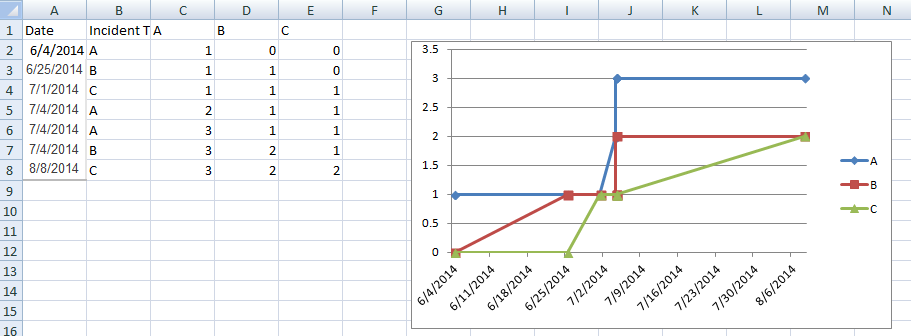 A B C D E F G H I J K L M N
1 Date Incident T A B C
2 6/4/2014 A 1 0 0
3 6/25/2014 B 1 1 0
4 7/1/2014 C 1 1 1
5 7/4/2014 A 2 1 1
6 7/4/2014 A 3 1 1
7 7/4/2014 B 3 2 1
8 8/8/2014 C 3 2 2
9
10
11
12
13
14
15
16
3.5
3
2.5
2
1.5
1
0.5
0
6/4/2014 6/11/2014 6/18/2014 6/25/2014 7/2/2014 7/9/2014 7/16/2014 7/23/2014 7/30/2014 8/6/2014
A
B
C